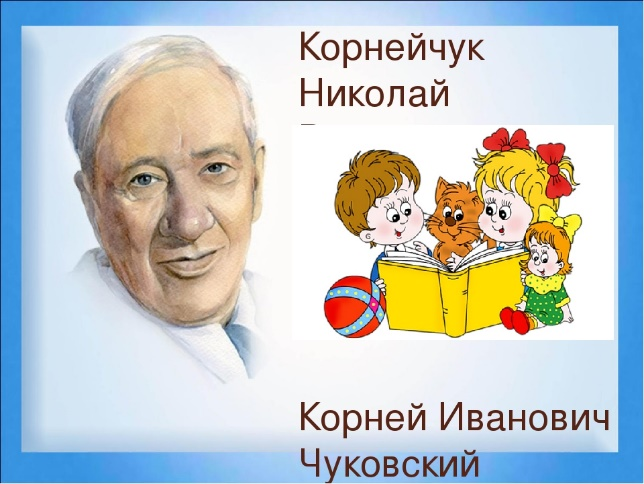 Корнейчук
Николай
Корней Иванович
Чуковский